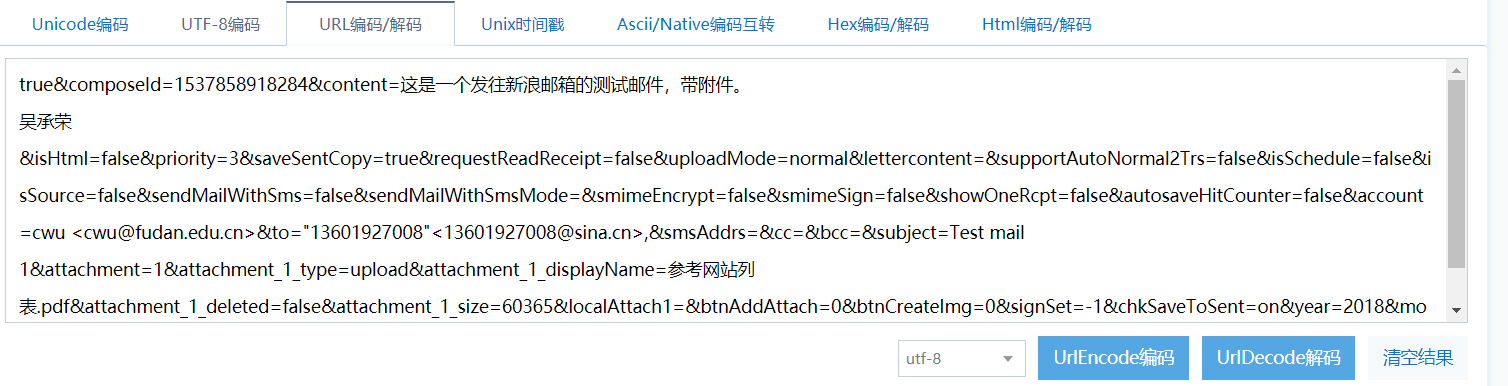 Unicode编码 UTF-8编码 URL编码/解码 Unix时间戳 Ascii/Native编码互转 Hex编码/解码 Html编码/解码
true&composeId=1537858918284&content=这是一个发往新浪邮箱的测试邮件，带附件。
吴承荣
&isHtml=false&priority=3&saveSentCopy=true&requestReadReceipt=false&uploadMode=normal&lettercontent=&supportAutoNormal2Trs=false&isSchedule=false&i
sSource=false&sendMailWithSms=false&sendMailWithSmsMode=&smimeEncrypt=false&smimeSign=false&showOneRcpt=false&autosaveHitCounter=false&account
=cwu <cwu@fudan.edu.cn>&to="13601927008"<13601927008@sina.cn>,&smsAddrs=&cc=&bcc=&subject=Test mail
1&attachment=1&attachment_1_type=upload&attachment_1_displayName=参考网站列
表.pdf&attachment_1_deleted=false&attachment_1_size=60365&localAttach1=&btnAddAttach=0&btnCreateImg=0&signSet=-1&chkSaveToSent=on&year=2018&mo
utf-8 UrlEncode编码 UrlDecode解码 清空结果